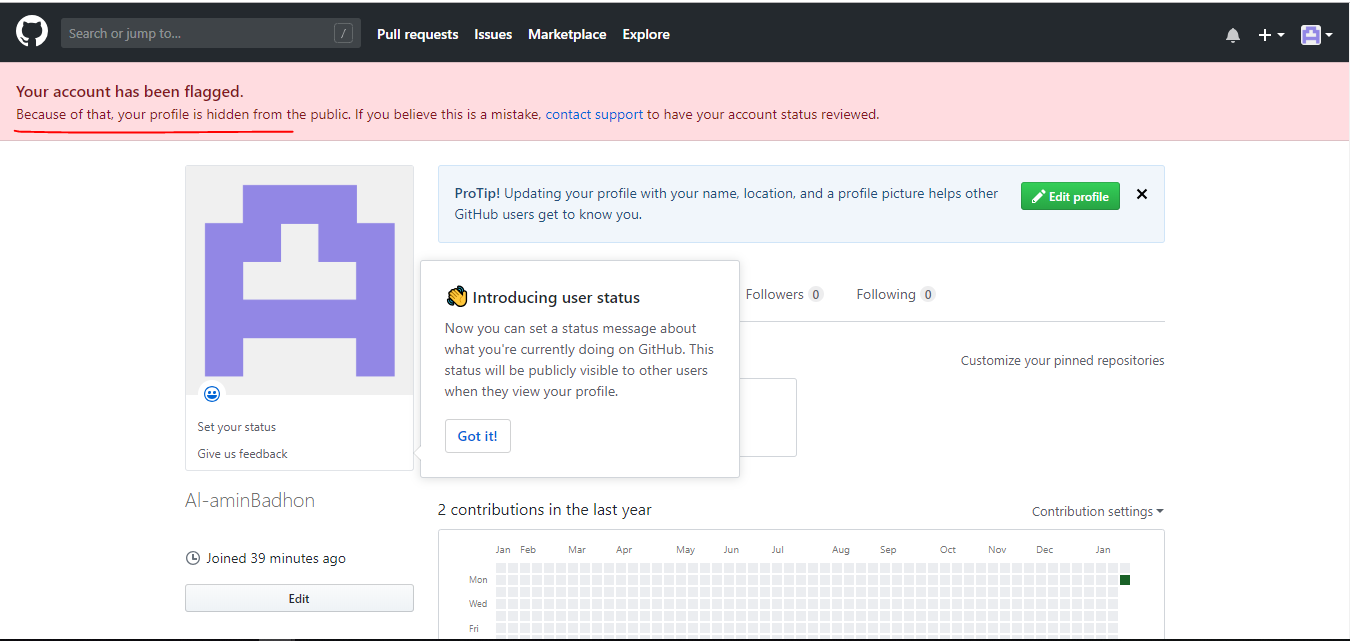 Search or jump to...
/
Pull requests
Issues
Marketplace
Explore
Your account has been flagged.
Because of that, your profile is hidden from the public. If you believe this is a mistake, contact support to have your account status reviewed.
ProTip! Updating your profile with your name, location, and a profile picture helps other
GitHub users get to know you.
Edit profile
Introducing user status
Now you can set a status message about
what you're currently doing on GitHub. This
status will be publicly visible to other users
when they view your profile.
Got it!
Followers 0
Following 0
Customize your pinned repositories
Set your status
Give us feedback
Al-aminBadhon
Joined 39 minutes ago
Edit
2 contributions in the last year
Contribution settings
Jan Feb Mar Apr May Jun Jul Aug Sep Oct Nov Dec Jan
Mon
Wed
Fri